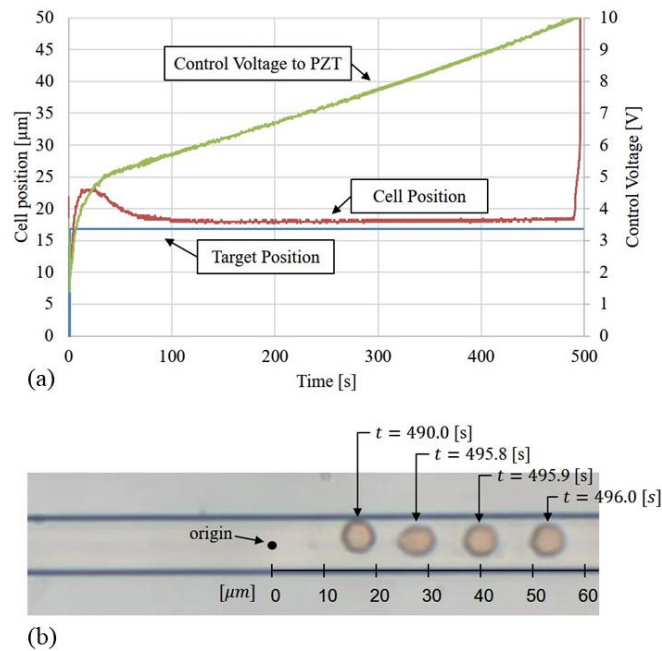 50
45
40
35
30
25
20
15
10
5
0
Cell position [µm]
10
9
8
7
6
5
4
3
2
1
0
Control Voltage [V]
Control Voltage to PZT
Cell Position
Target Position
0 100 200 300 400 500
Time [s]
(a)
t = 490.0 [s]
t = 495.8 [s]
t = 495.9 [s]
t = 496.0 [s]
origin
[µm] 0 10 20 30 40 50 60
(b)